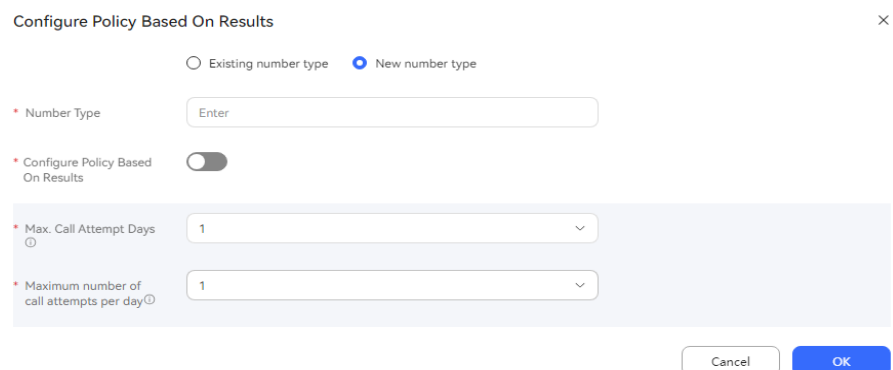 Configure Policy Based On Results
Existing number type
New number type
* Number Type
Enter
* Configure Policy Based
On Results
* Max. Call Attempt Days
1
* Maximum number of
call attempts per day
1
Cancel
OK